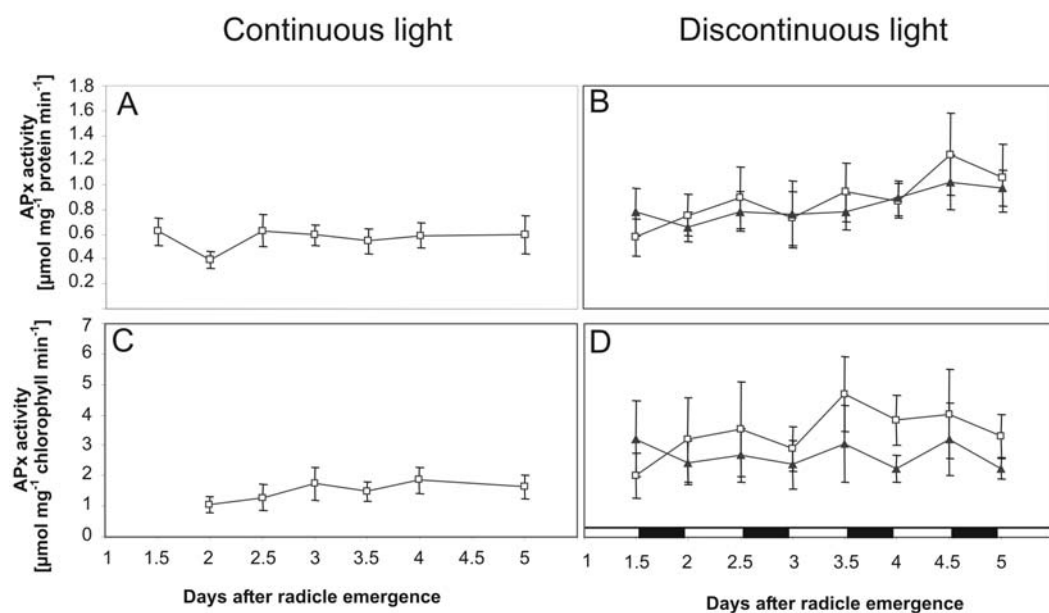 Continuous light
Discontinuous light
A
B
1.8
1.6
1.4
1.2
1.0
0.8
0.6
0.4
0.2
APx activity
[µmol mg⁻¹ protein min⁻¹]
C
D
7
6
5
4
3
2
1
0
APx activity
[µmol mg⁻¹ chlorophyll min⁻¹]
1 1.5 2 2.5 3 3.5 4 5
1 1.5 2 2.5 3 3.5 4 4.5 5
Days after radicle emergence
Days after radicle emergence